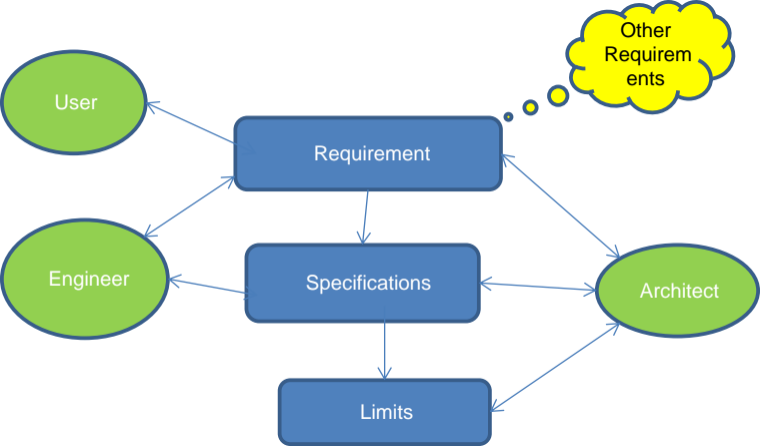 Other
Requirem
ents
User
Requirement
Engineer
Specifications
Architect
Limits